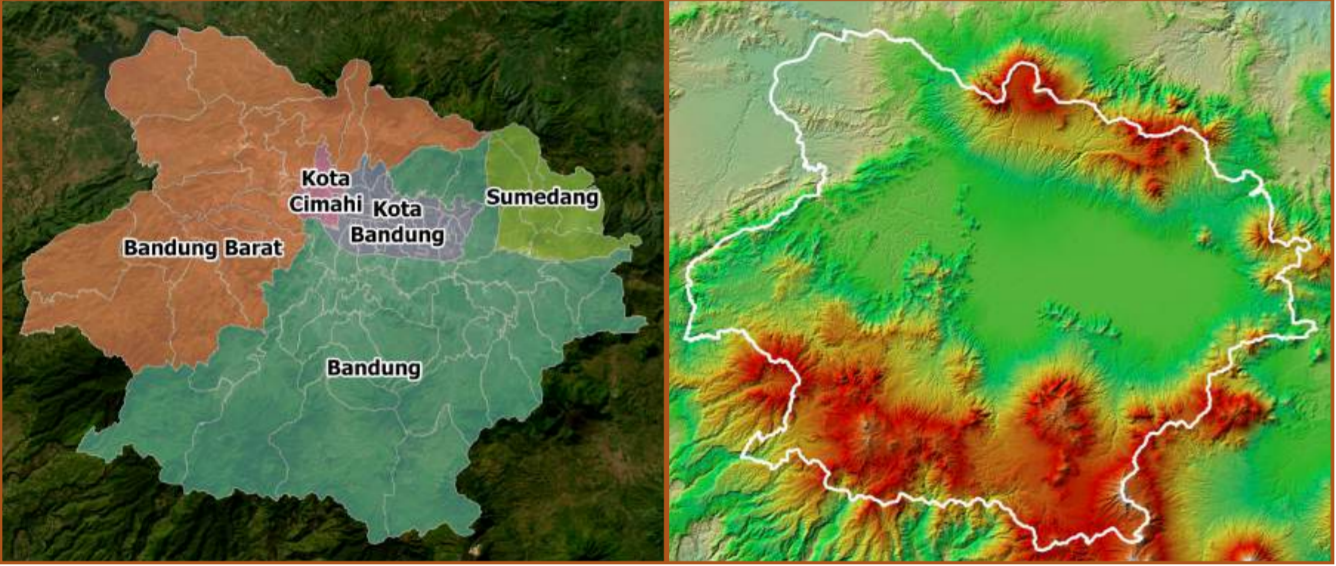 Kota
Cimahi
Kota
Bandung
Sumedang
Bandung Barat
Bandung